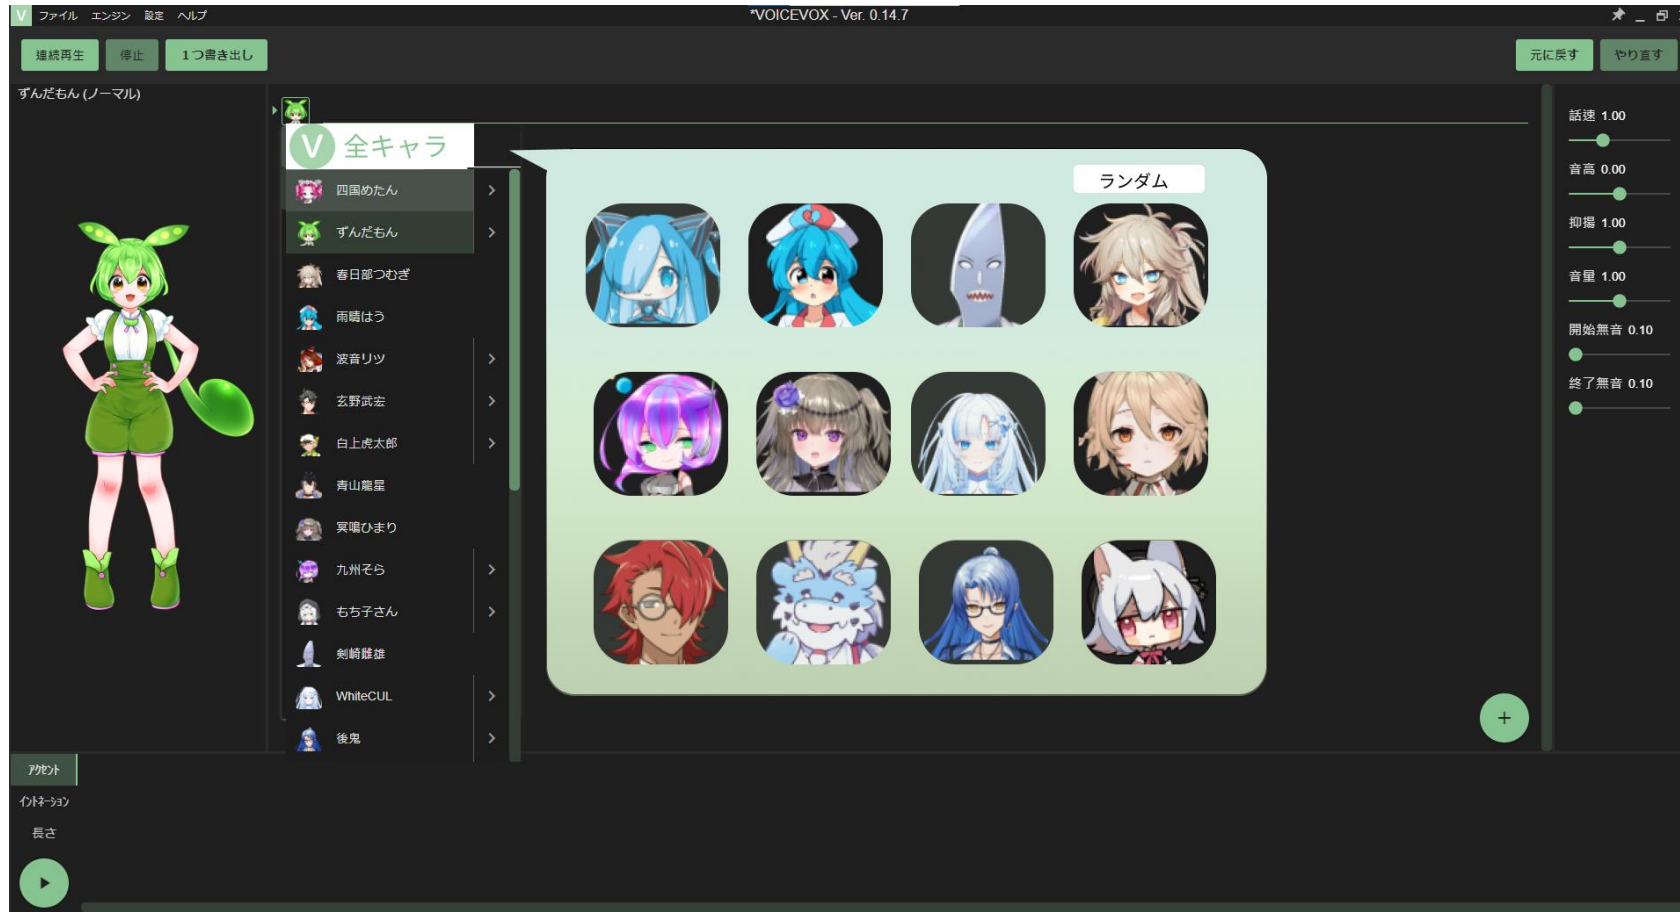 V ファイル エンジン 設定 ヘルプ
*VOICEVOX - Ver. 0.14.7
連続再生 停止 1つ書き出し
元に戻す やり直す
ずんだもん (ノーマル)
V 全キャラ
四国めたん
ずんだもん
春日部つむぎ
雨晴はう
波音リツ
玄野武宏
白上虎太郎
青山龍星
冥鳴ひまり
九州そら
もち子さん
剣崎雌雄
WhiteCUL
後鬼
ランダム
話速 1.00
音高 0.00
抑揚 1.00
音量 1.00
開始無音 0.10
終了無音 0.10
+
ｱｸｾﾝﾄ
ｲﾝﾄﾈｰｼｮﾝ
長さ